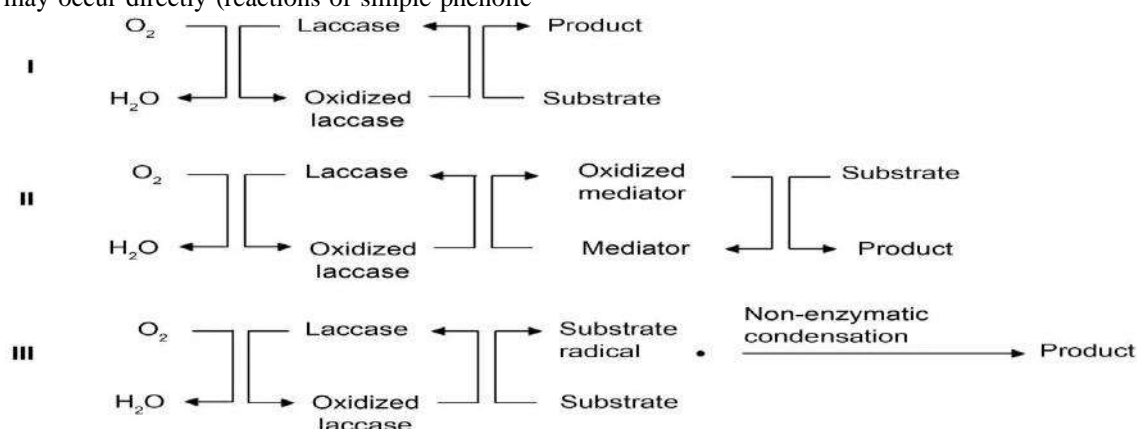 may occur directly (reactions of simple phenolic
O₂ Laccase Product
I
H₂O Oxidized laccase Substrate
O₂ Laccase Oxidized mediator Substrate
II
H₂O Oxidized laccase Mediator Product
O₂ Laccase Substrate radical • Non-enzymatic condensation Product
III
H₂O Oxidized laccase Substrate